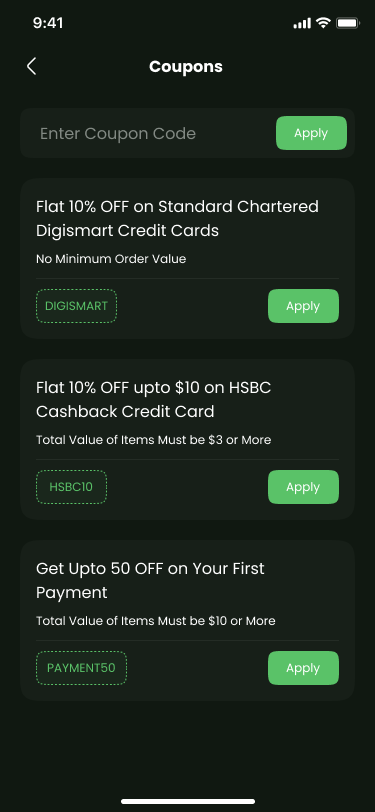 9:41
Coupons
Enter Coupon Code
Apply
Flat 10% OFF on Standard Chartered
Digismart Credit Cards
No Minimum Order Value
DIGISMART
Apply
Flat 10% OFF upto $10 on HSBC
Cashback Credit Card
Total Value of Items Must be $3 or More
HSBC10
Apply
Get Upto 50 OFF on Your First
Payment
Total Value of Items Must be $10 or More
PAYMENT50
Apply